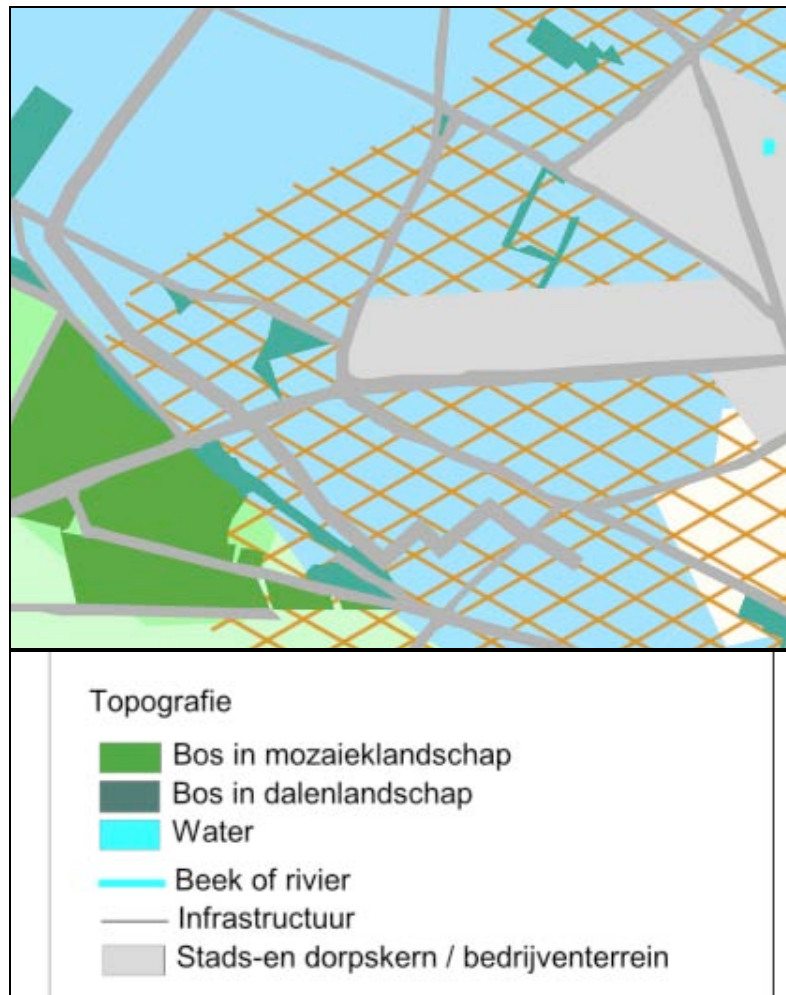 Topografie
Bos in mozaieklandschap
Bos in dalenlandschap
Water
Beek of rivier
Infrastructuur
Stads-en dorpskern / bedrijventerrein